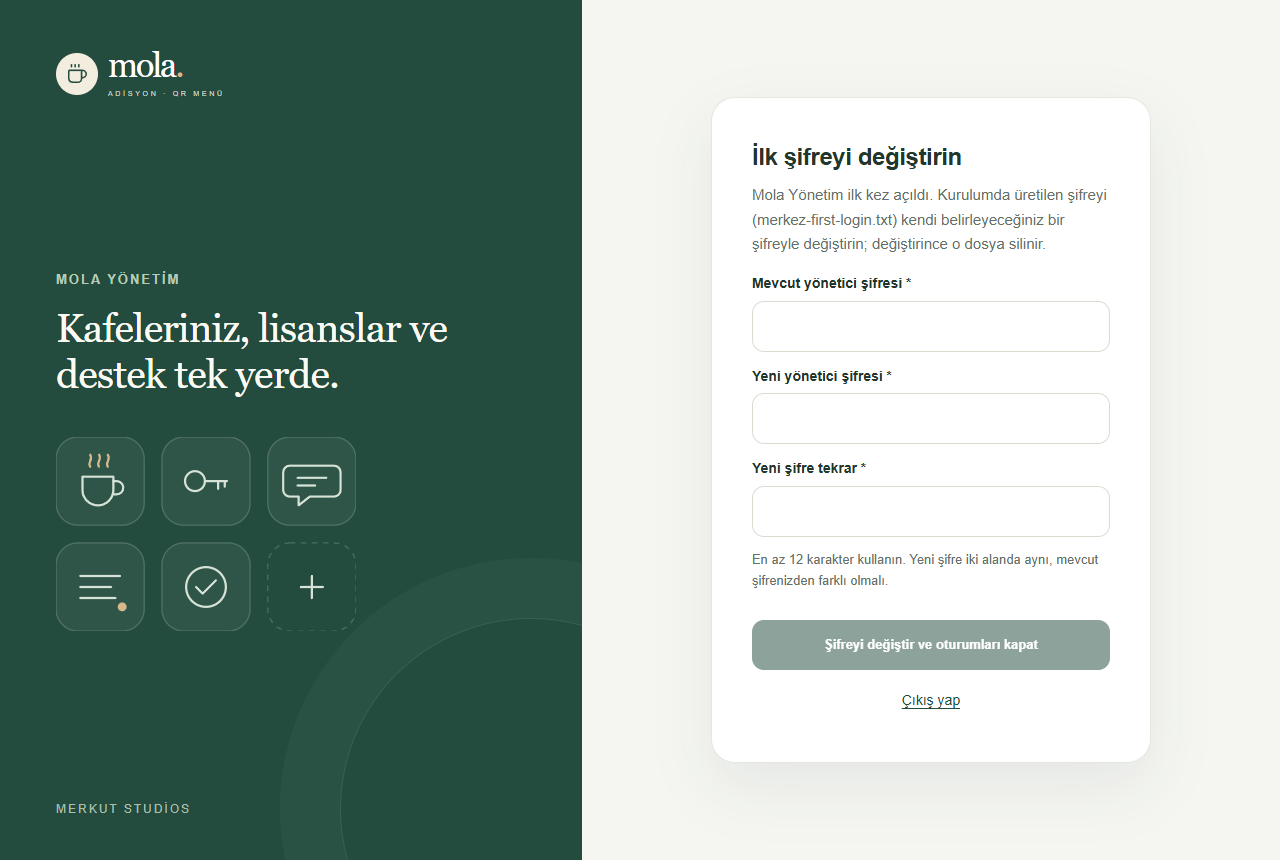 mola.
ADİSYON · QR MENÜ
MOLA YÖNETİM
Kafeleriniz, lisanslar ve
destek tek yerde.
MERKUT STUDİOS
İlk şifreyi değiştirin
Mola Yönetim ilk kez açıldı. Kurulumda üretilen şifreyi
(merkez-first-login.txt) kendi belirleyeceğiniz bir
şifreyle değiştirin; değiştirince o dosya silinir.
Mevcut yönetici şifresi *
Yeni yönetici şifresi *
Yeni şifre tekrar *
En az 12 karakter kullanın. Yeni şifre iki alanda aynı, mevcut
şifrenizden farklı olmalı.
Şifreyi değiştir ve oturumları kapat
Çıkış yap